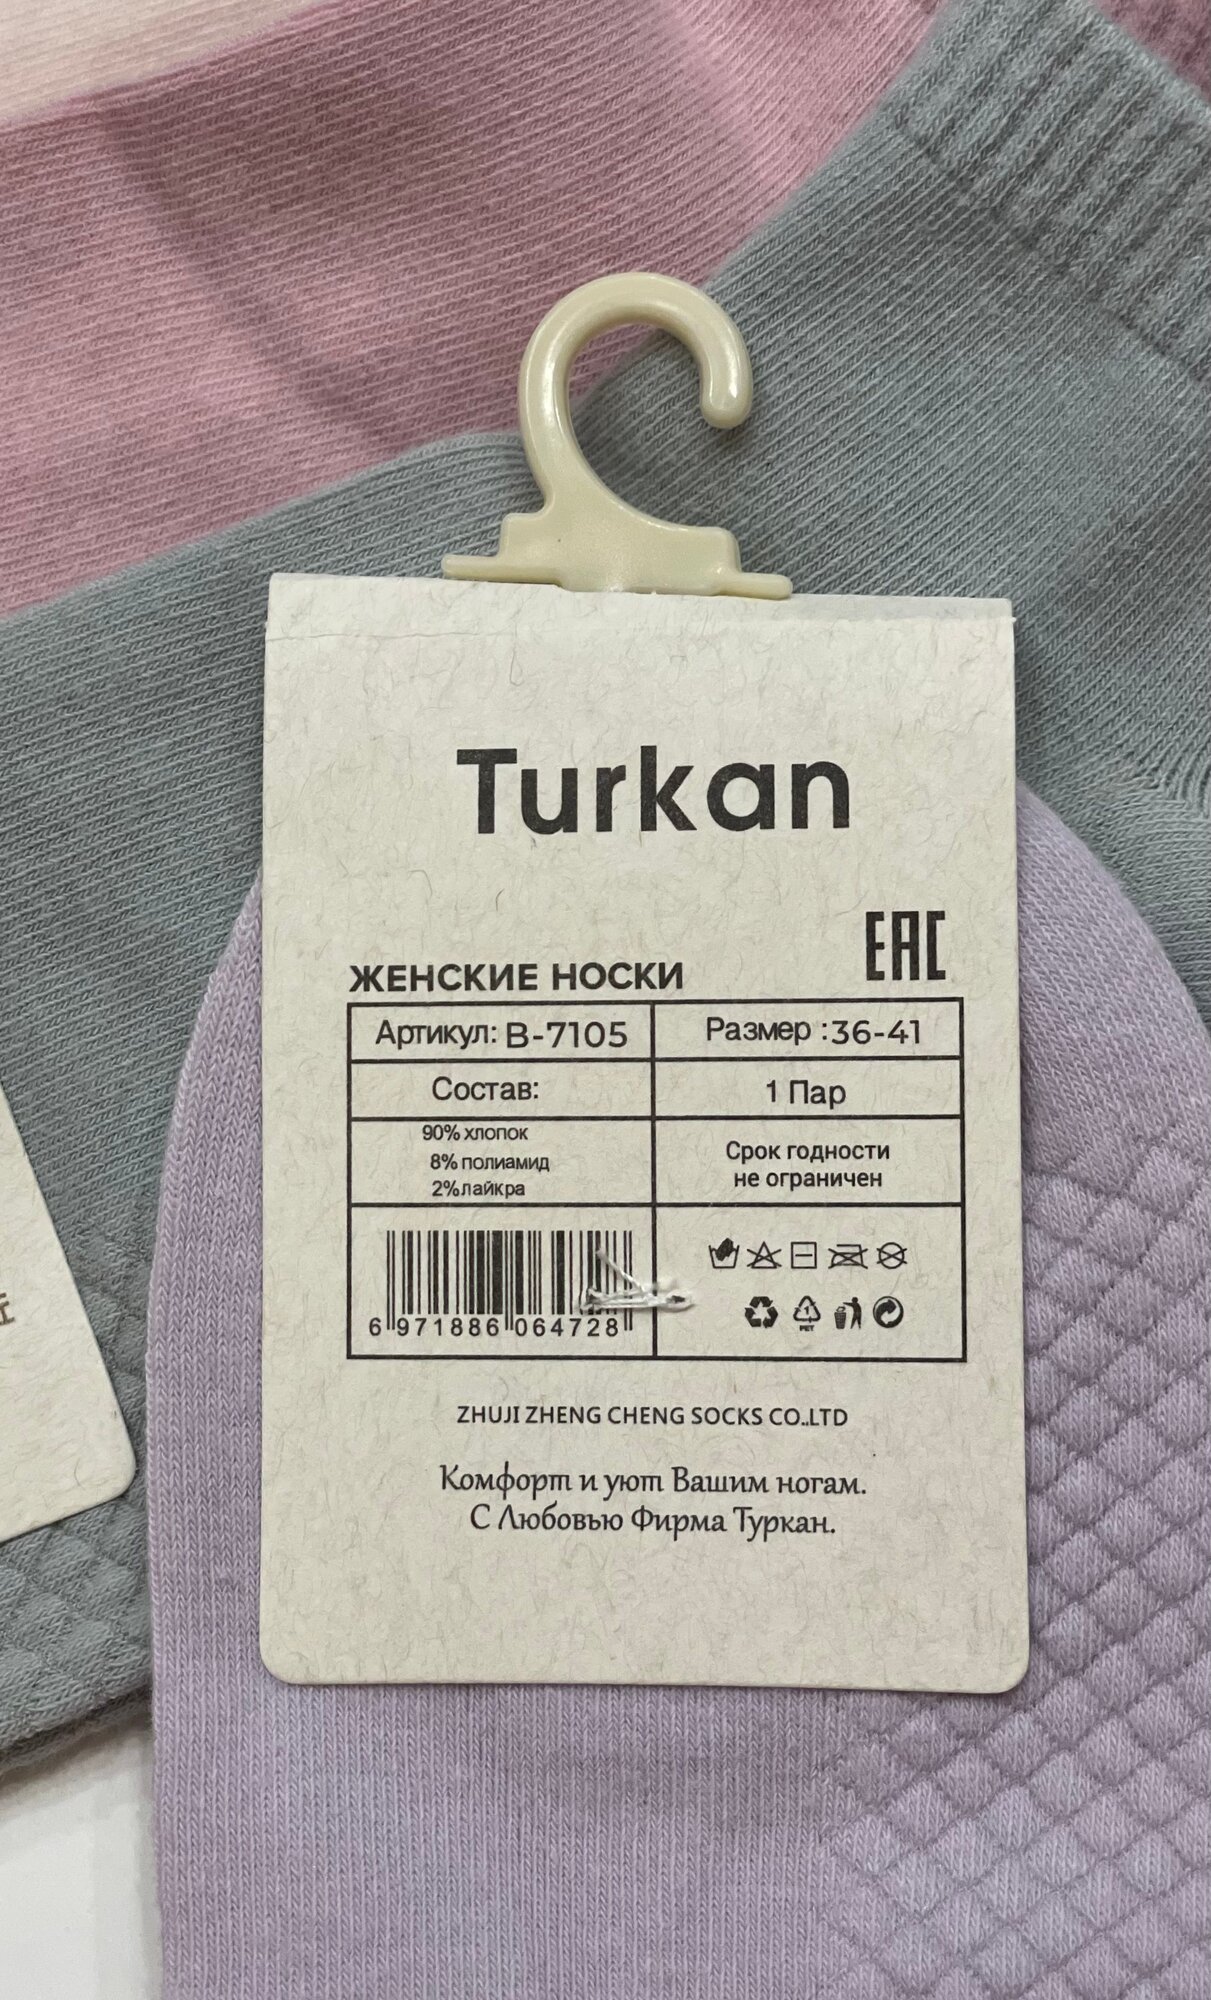 Turkan
EAC
ЖЕНСКИЕ НОСКИ
Артикул: B-7105
Размер :36-41
Состав:
1 Пар
90% хлопок
8% полиамид
2%лайкра
Срок годности
не ограничен
6 971886 064728
1
PET
ZHUJI ZHENG CHENG SOCKS CO.,LTD
Комфорт и уют Вашим ногам.
С Любовью Фирма Туркан.